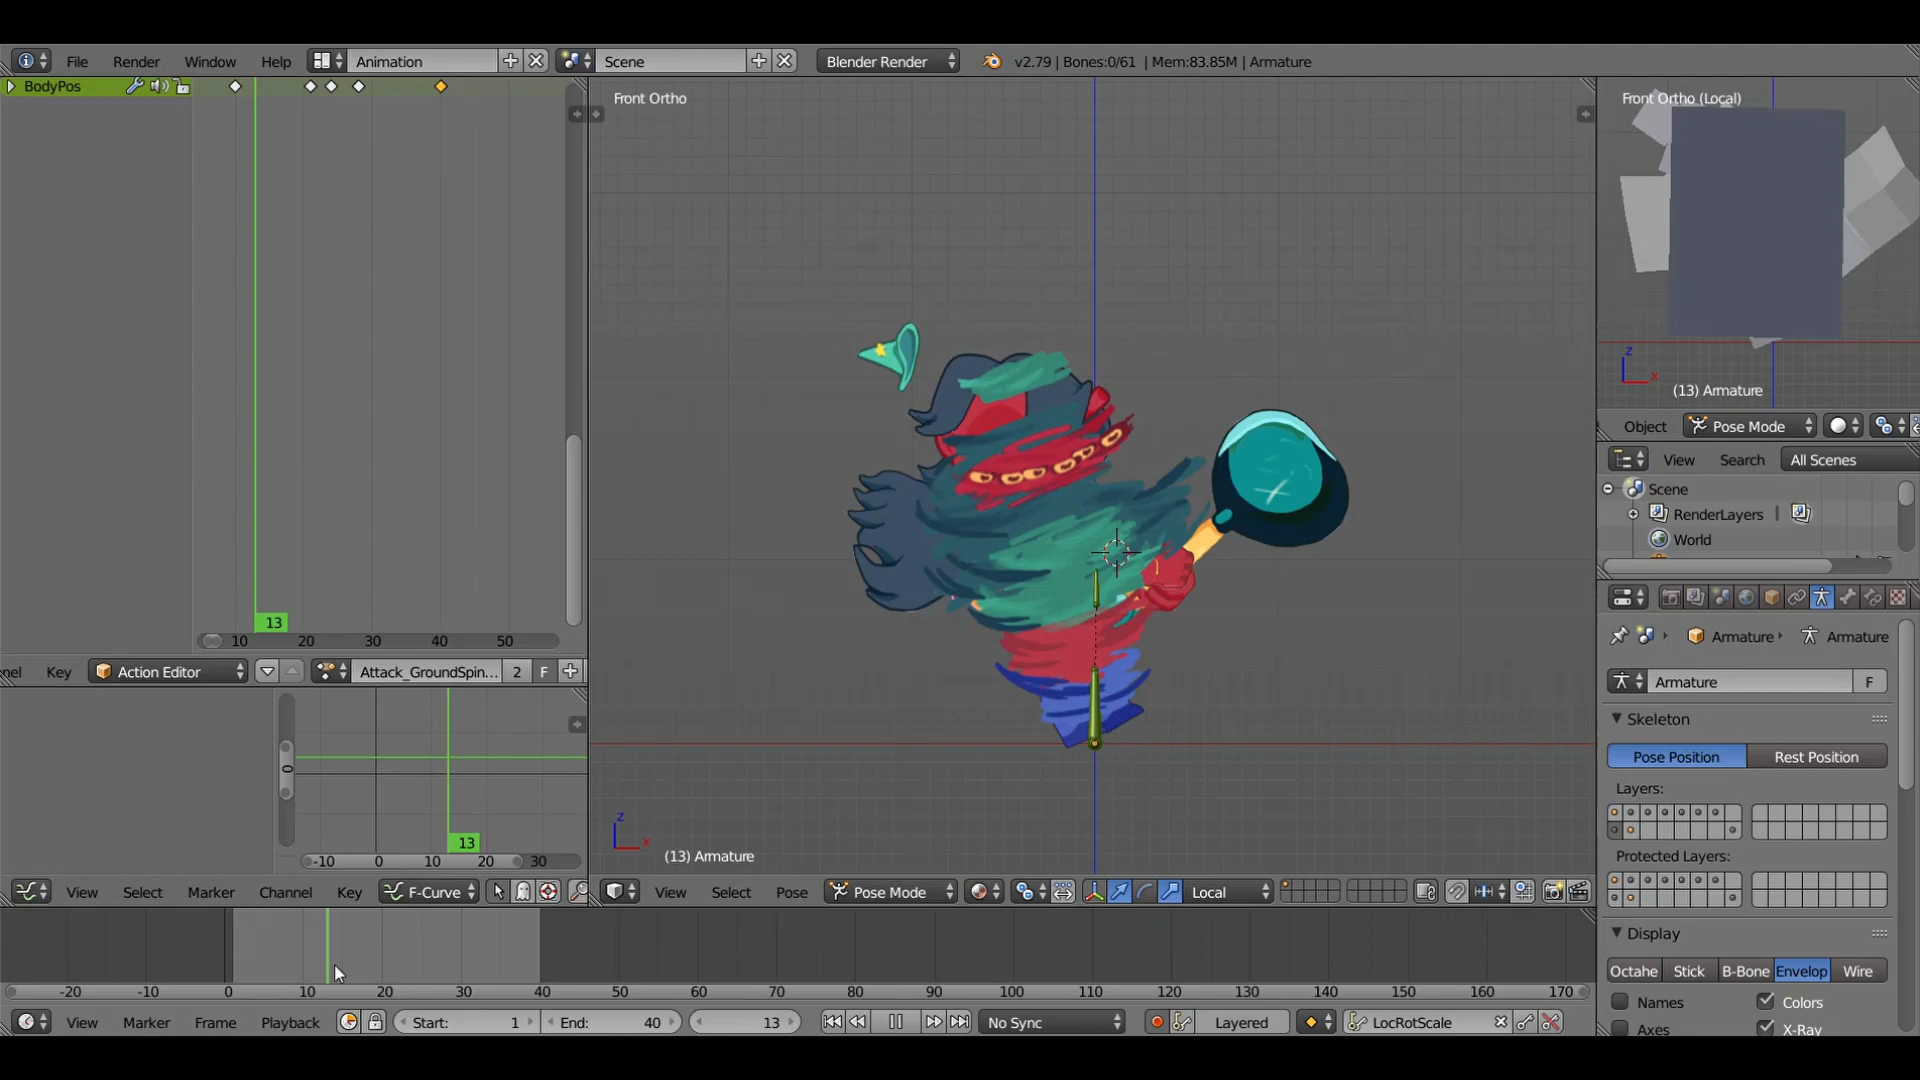 File Render Window Help Animation Scene Blender Render v2.79 | Bones:0/61 | Mem:83.85M | Armature
BodyPos
Front Ortho
Front Ortho (Local)
z
x
(13) Armature
Object Pose Mode
View Search All Scenes
Scene
RenderLayers
World
13
10 20 30 40 50
nel Key Action Editor Attack_GroundSpin... 2 F
Armature Armature
Armature F
Skeleton
Pose Position Rest Position
Layers:
0
13
-10 0 10 20 30
z
x
(13) Armature
Protected Layers:
View Select Marker Channel Key F-Curve
View Select Pose Pose Mode Local
Display
Octahe Stick B-Bone Envelop Wire
Names Colors
Axes X-Ray
-20 -10 0 10 20 30 40 50 60 70 80 90 100 110 120 130 140 150 160 170
View Marker Frame Playback Start: 1 End: 40 13 No Sync Layered LocRotScale